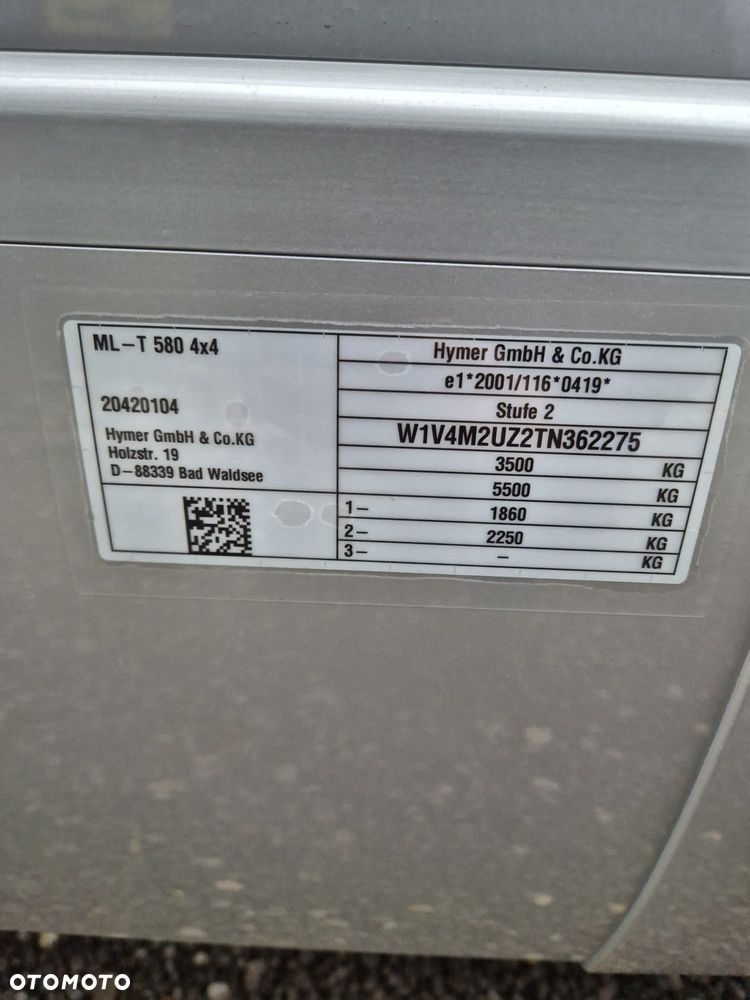 ML-T 580 4x4
20420104
Hymer GmbH & Co.KG
Holzstr. 19
D-88339 Bad Waldsee
Hymer GmbH & Co.KG
e1*2001/116*0419*
Stufe 2
W1V4M2UZ2TN362275
3500 KG
5500 KG
1- 1860 KG
2- 2250 KG
3- - KG
OTOMOTO